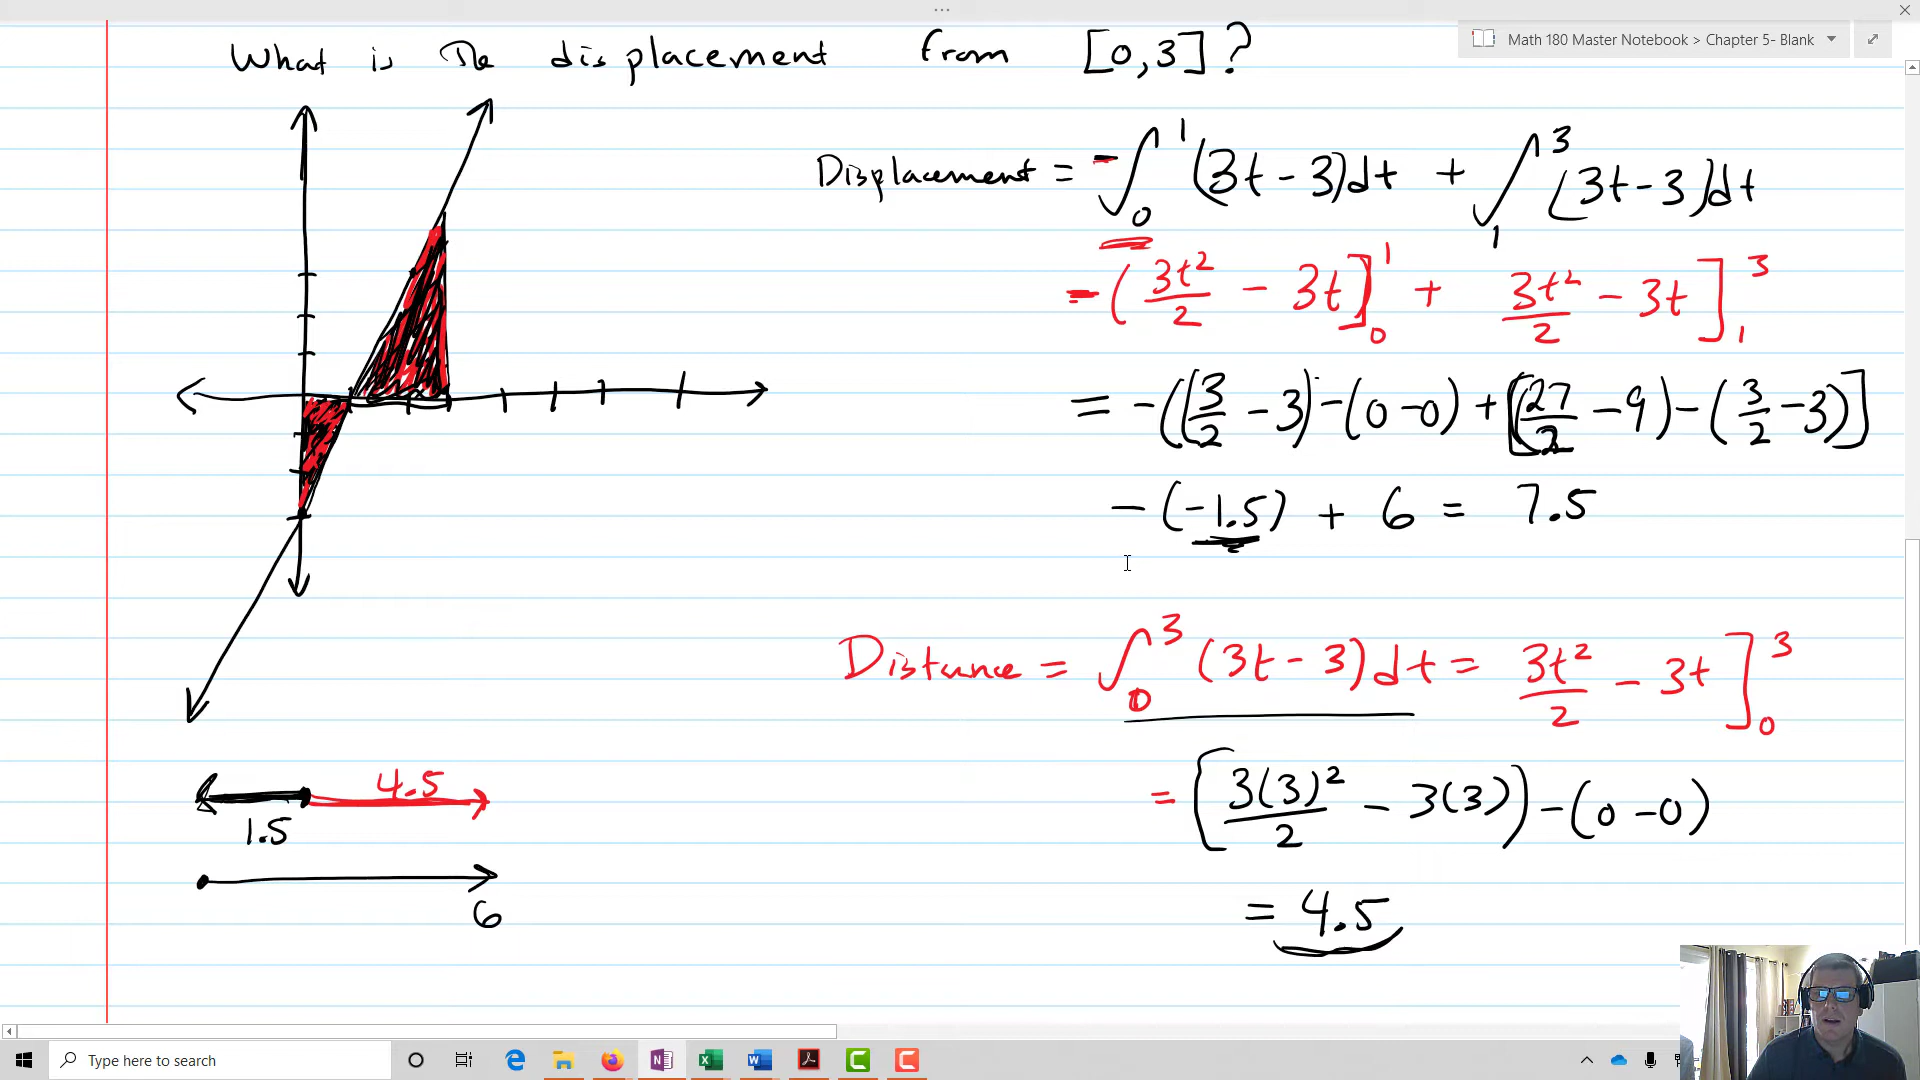 What is the displacement from [0,3]?
Math 180 Master Notebook > Chapter 5- Blank
Displacement = -∫₀¹ (3t - 3)dt + ∫₁³ (3t - 3)dt
-(3t²/2 - 3t]₀¹ + 3t²/2 - 3t]₁³
= -((3/2 - 3) - (0 - 0) + [(27/2 - 9) - (3/2 - 3)]
- (-1.5) + 6 = 7.5
Distance = ∫₀³ (3t - 3)dt = 3t²/2 - 3t]₀³
= [3(3)²/2 - 3(3)) - (0 - 0)
= 4.5
4.5
1.5
6
Type here to search